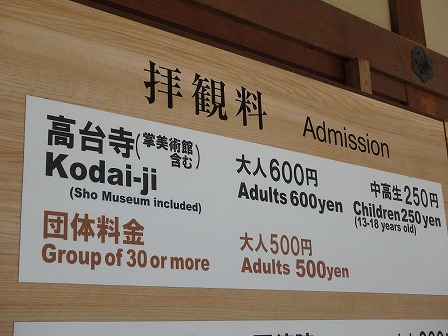 拝観料 Admission
高台寺(掌美術館含む) 大人600円 中高生250円
Kodai-ji Adults 600yen Children 250yen
(Sho Museum included) (13-18 years old)
団体料金 大人500円
Group of 30 or more Adults 500yen